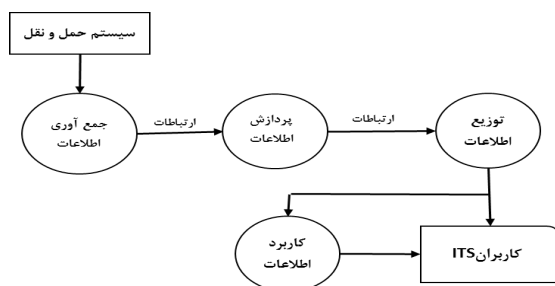 سیستم حمل و نقل
جمع آوری
اطلاعات
ارتباطات
پردازش
اطلاعات
ارتباطات
توزیع
اطلاعات
کاربرد
اطلاعات
کاربرانITS